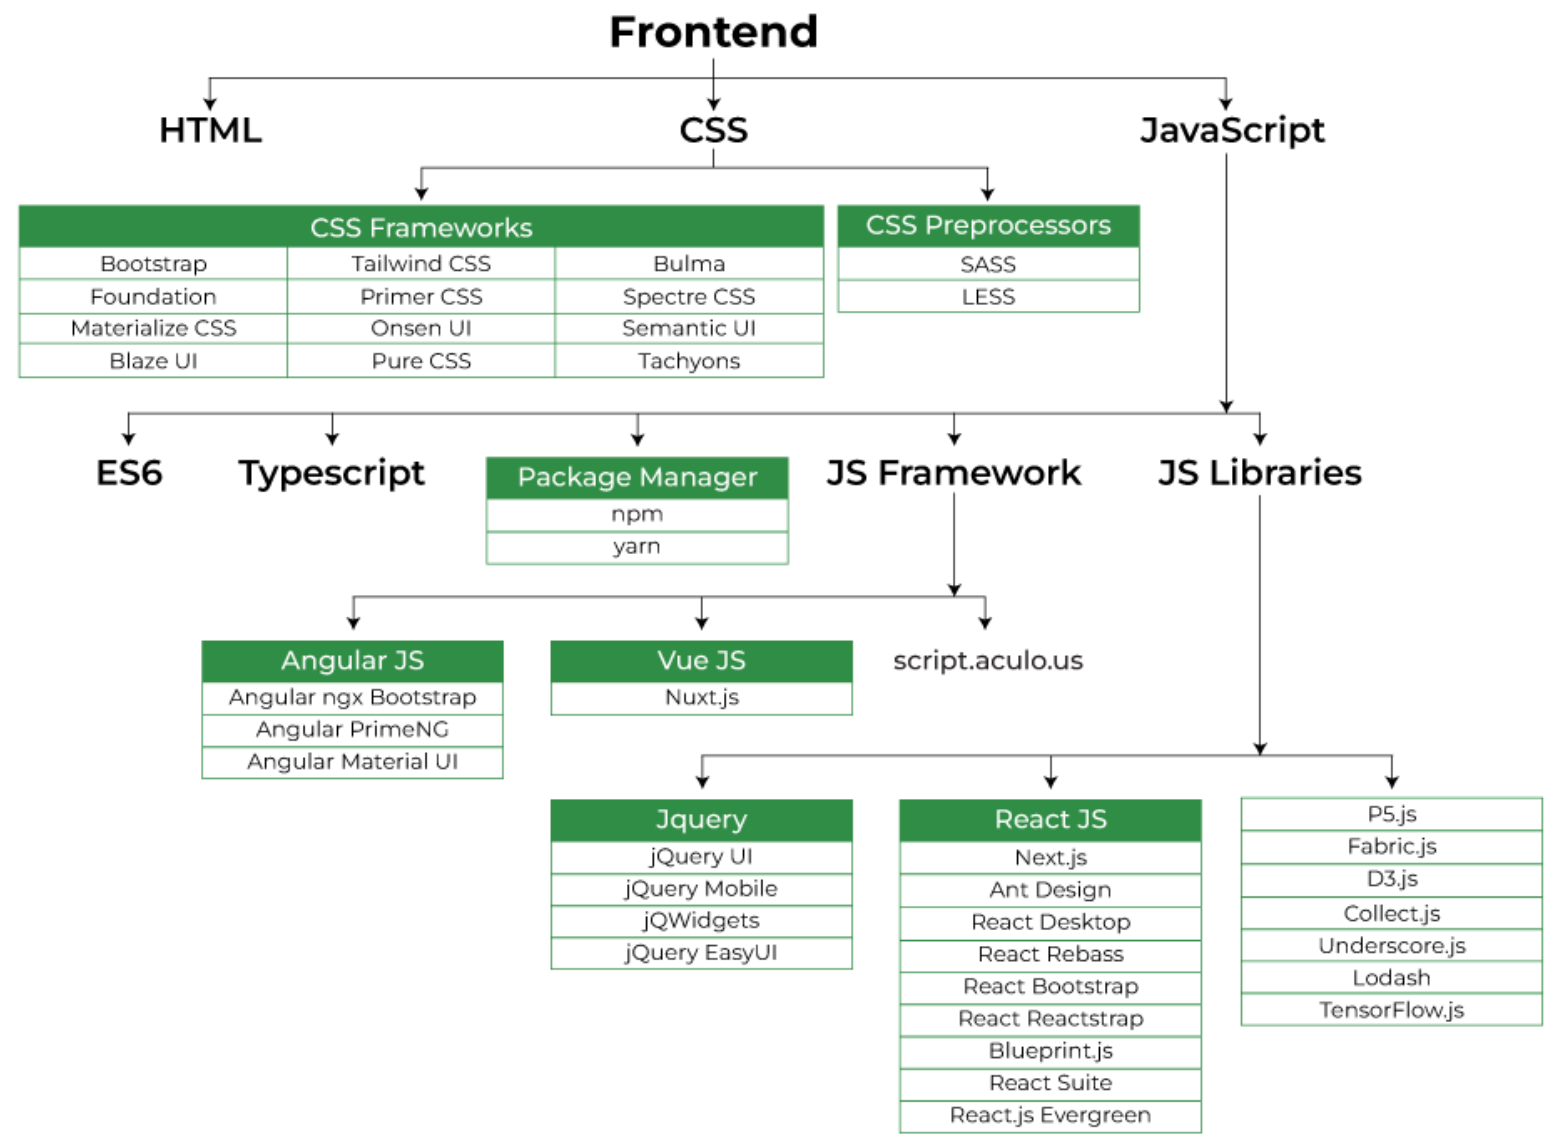 Frontend
HTML
CSS
JavaScript
CSS Frameworks
Bootstrap
Tailwind CSS
Bulma
Foundation
Primer CSS
Spectre CSS
Materialize CSS
Onsen UI
Semantic UI
Blaze UI
Pure CSS
Tachyons
CSS Preprocessors
SASS
LESS
ES6
Typescript
Package Manager
npm
yarn
JS Framework
JS Libraries
Angular JS
Angular ngx Bootstrap
Angular PrimeNG
Angular Material UI
Vue JS
Nuxt.js
script.aculo.us
Jquery
jQuery UI
jQuery Mobile
jQWidgets
jQuery EasyUI
React JS
Next.js
Ant Design
React Desktop
React Rebass
React Bootstrap
React Reactstrap
Blueprint.js
React Suite
React.js Evergreen
P5.js
Fabric.js
D3.js
Collect.js
Underscore.js
Lodash
TensorFlow.js